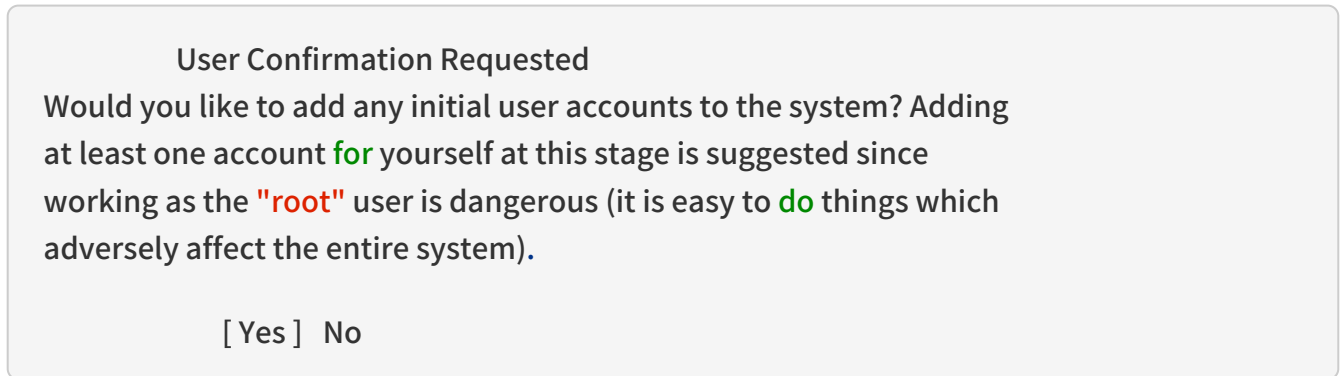 User Confirmation Requested
Would you like to add any initial user accounts to the system? Adding
at least one account for yourself at this stage is suggested since
working as the "root" user is dangerous (it is easy to do things which
adversely affect the entire system).
[ Yes ] No